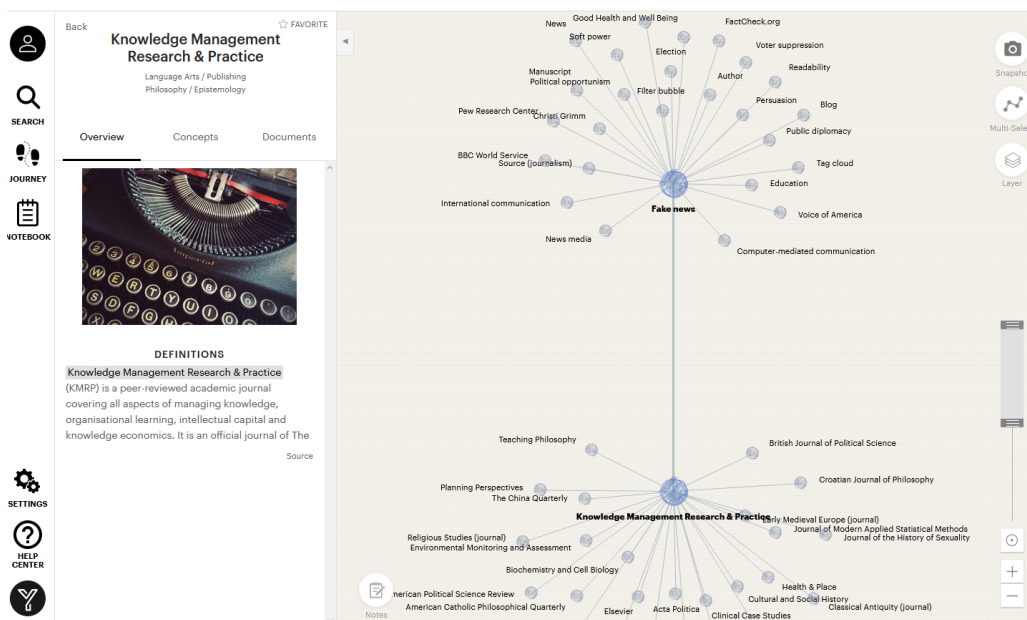 Back
FAVORITE
Knowledge Management
Research & Practice
Language Arts / Publishing
Philosophy / Epistemology
Overview
Concepts
Documents
SEARCH
JOURNEY
NOTEBOOK
SETTINGS
HELP
CENTER
Imperial
DEFINITIONS
Knowledge Management Research & Practice
(KMRP) is a peer-reviewed academic journal
covering all aspects of managing knowledge,
organisational learning, intellectual capital and
knowledge economics. It is an official journal of The
Source
News
Good Health and Well Being
FactCheck.org
Soft power
Election
Voter suppression
Manuscript
Political opportunism
Filter bubble
Author
Readability
Pew Research Center
Christi Grimm
Persuasion
Blog
Public diplomacy
BBC World Service
Source (journalism)
Tag cloud
Education
International communication
Fake news
Voice of America
News media
Computer-mediated communication
Teaching Philosophy
British Journal of Political Science
Planning Perspectives
The China Quarterly
Croatian Journal of Philosophy
Knowledge Management Research & Practice
Early Medieval Europe (journal)
Journal of Modern Applied Statistical Methods
Journal of the History of Sexuality
Religious Studies (journal)
Environmental Monitoring and Assessment
Biochemistry and Cell Biology
Health & Place
merican Political Science Review
Cultural and Social History
American Catholic Philosophical Quarterly
Elsevier
Acta Politica
Clinical Case Studies
Classical Antiquity (journal)
Snapsho
Multi-Sele
Layer
Notes